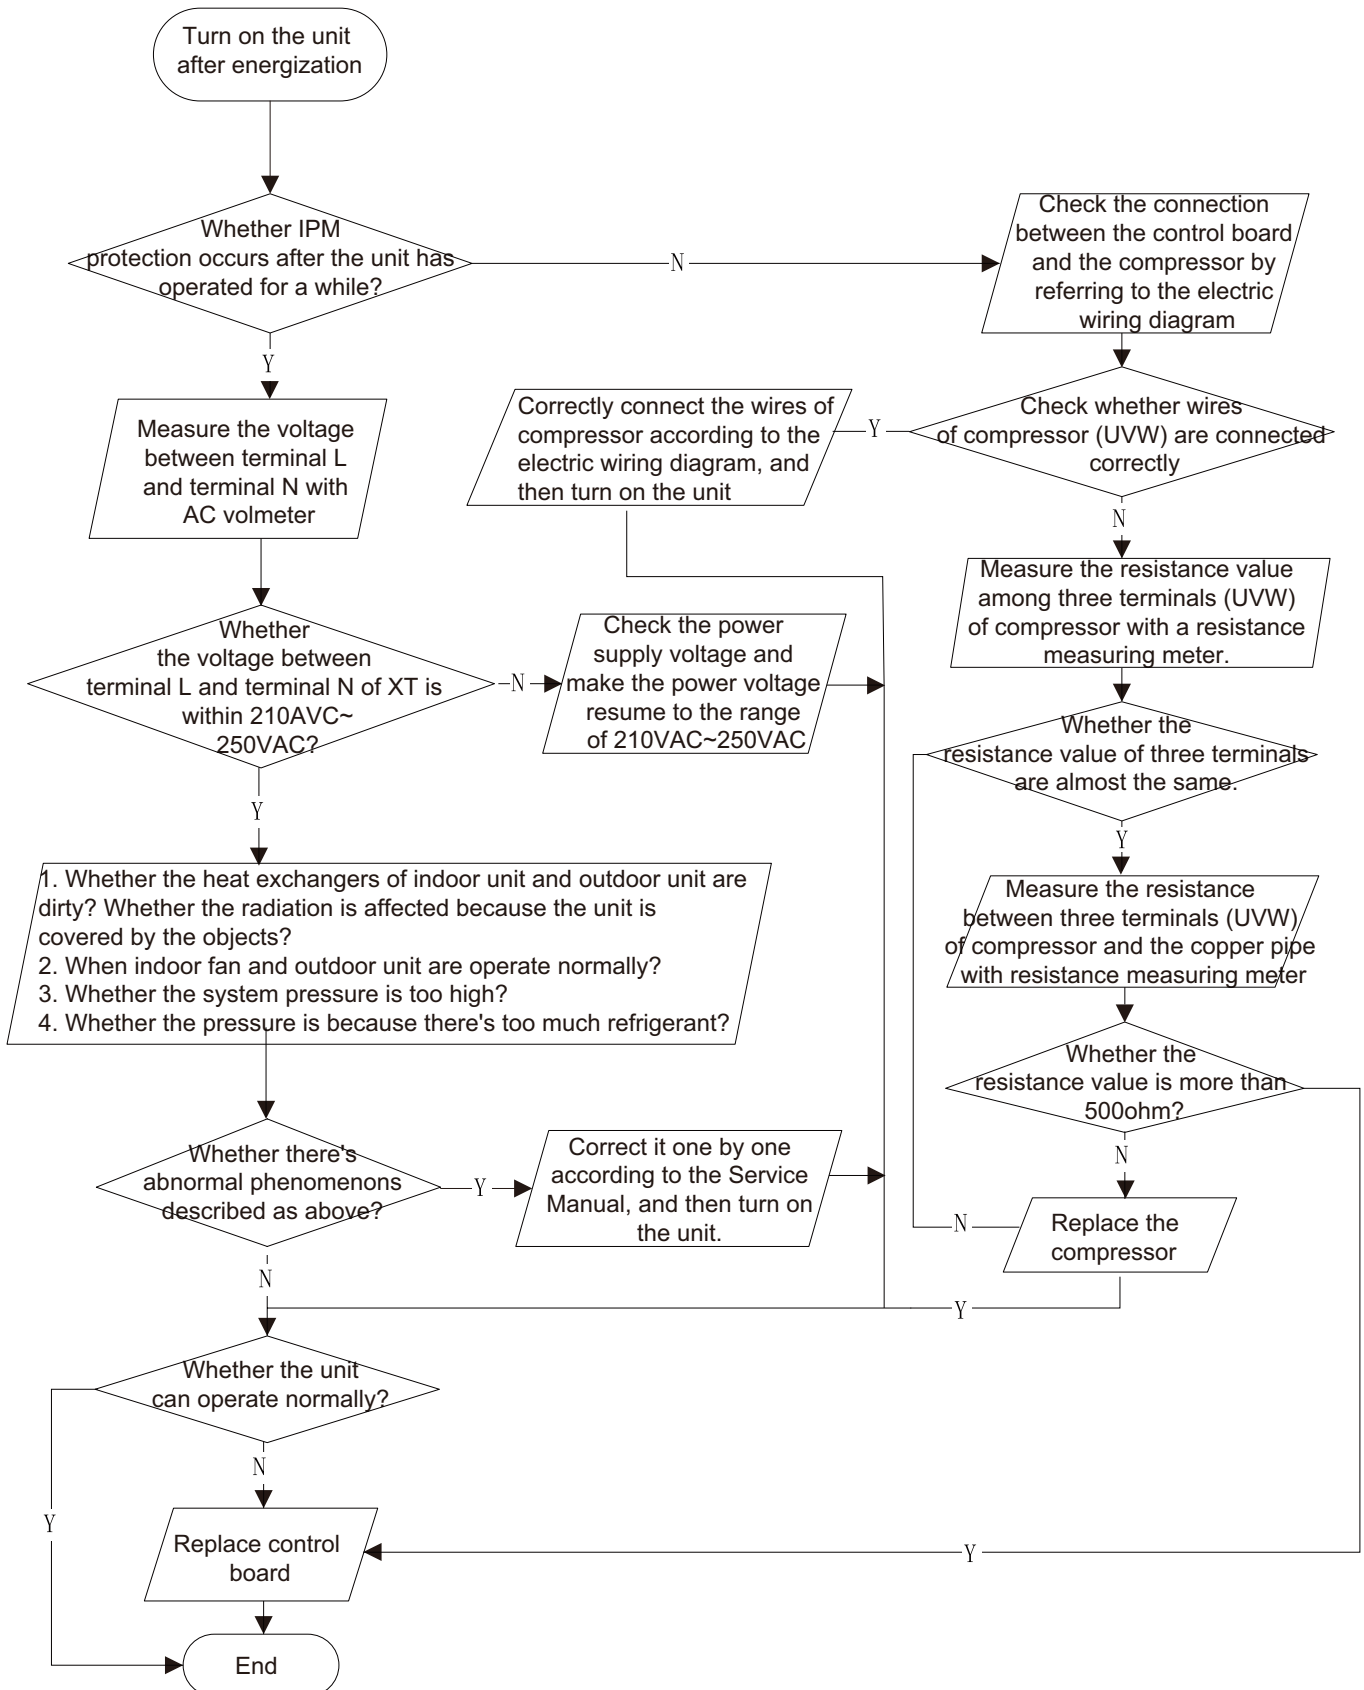 Turn on the unit
after energization
Whether IPM
protection occurs after the unit has
operated for a while?
N
Check the connection
between the control board
and the compressor by
referring to the electric
wiring diagram
Y
Measure the voltage
between terminal L
and terminal N with
AC volmeter
Correctly connect the wires of
compressor according to the
electric wiring diagram, and
then turn on the unit
Y
Check whether wires
of compressor (UVW) are connected
correctly
N
Measure the resistance value
among three terminals (UVW)
of compressor with a resistance
measuring meter.
Whether
the voltage between
terminal L and terminal N of XT is
within 210AVC~
250VAC?
N
Check the power
supply voltage and
make the power voltage
resume to the range
of 210VAC~250VAC
Whether the
resistance value of three terminals
are almost the same.
Y
Y
Measure the resistance
between three terminals (UVW)
of compressor and the copper pipe
with resistance measuring meter
1. Whether the heat exchangers of indoor unit and outdoor unit are
dirty? Whether the radiation is affected because the unit is
covered by the objects?
2. When indoor fan and outdoor unit are operate normally?
3. Whether the system pressure is too high?
4. Whether the pressure is because there's too much refrigerant?
Whether the
resistance value is more than
500ohm?
N
Whether there's
abnormal phenomenons
described as above?
Y
Correct it one by one
according to the Service
Manual, and then turn on
the unit.
N
Replace the
compressor
N
Y
Whether the unit
can operate normally?
N
Y
Replace control
board
Y
End